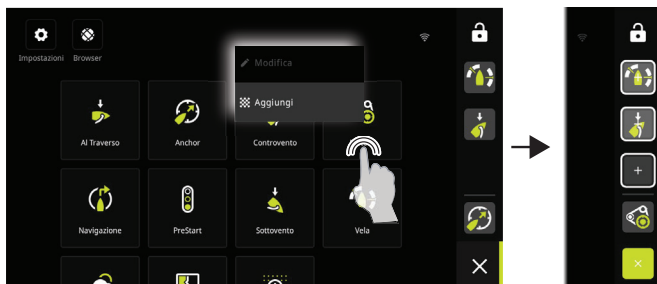 Impostazioni
Browser
Modifica
Aggiungi
Al Traverso
Anchor
Controvento
Navigazione
PreStart
Sottovento
Vela